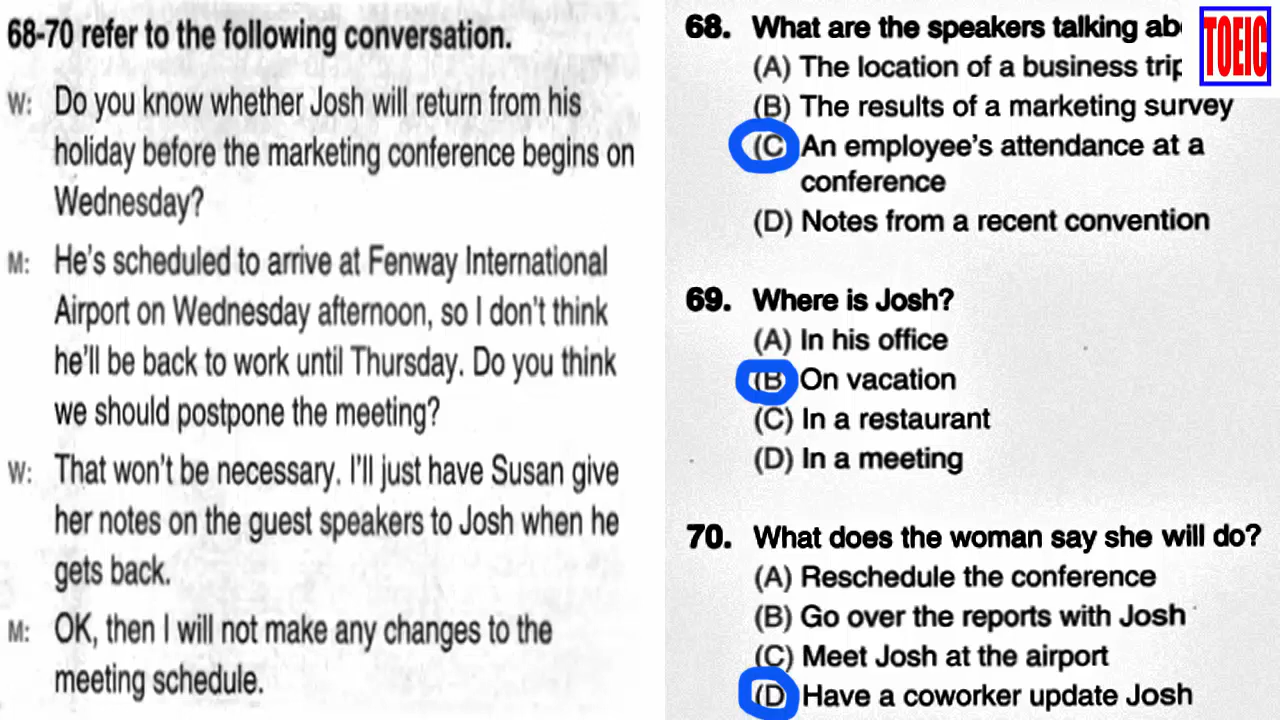 68-70 refer to the following conversation.
W: Do you know whether Josh will return from his
holiday before the marketing conference begins on
Wednesday?
M: He's scheduled to arrive at Fenway International
Airport on Wednesday afternoon, so I don't think
he'll be back to work until Thursday. Do you think
we should postpone the meeting?
W: That won't be necessary. I'll just have Susan give
her notes on the guest speakers to Josh when he
gets back.
M: OK, then I will not make any changes to the
meeting schedule.
TOEIC
68. What are the speakers talking ab
(A) The location of a business trip
(B) The results of a marketing survey
(C) An employee's attendance at a
conference
(D) Notes from a recent convention
69. Where is Josh?
(A) In his office
(B) On vacation
(C) In a restaurant
(D) In a meeting
70. What does the woman say she will do?
(A) Reschedule the conference
(B) Go over the reports with Josh
(C) Meet Josh at the airport
(D) Have a coworker update Josh